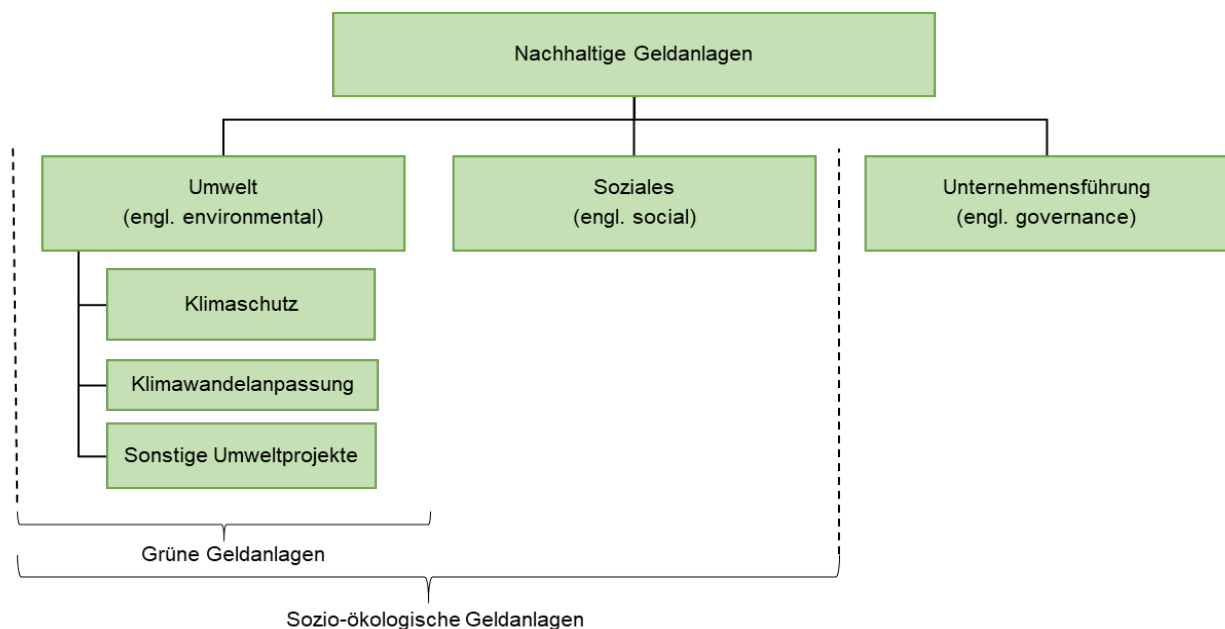 Nachhaltige Geldanlagen
Umwelt
(engl. environmental)
Soziales
(engl. social)
Unternehmensführung
(engl. governance)
Klimaschutz
Klimawandelanpassung
Sonstige Umweltprojekte
Grüne Geldanlagen
Sozio-ökologische Geldanlagen